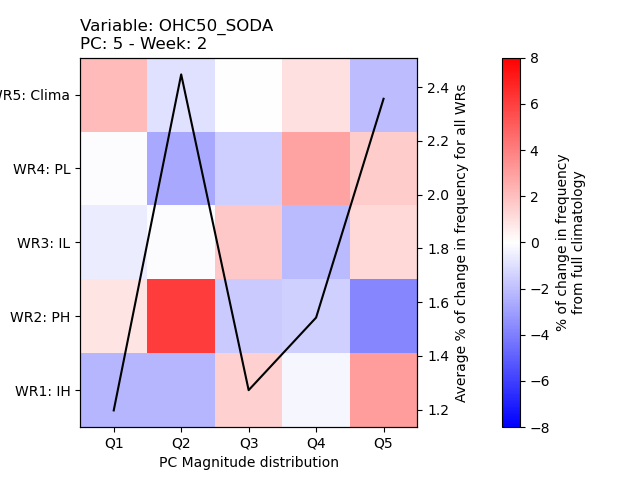 Variable: OHC50_SODA
PC: 5 - Week: 2
WR5: Clima
WR4: PL
WR3: IL
WR2: PH
WR1: IH
Q1 Q2 Q3 Q4 Q5
PC Magnitude distribution
2.4
2.2
2.0
1.8
1.6
1.4
1.2
Average % of change in frequency for all WRs
8
6
4
2
0
−2
−4
−6
−8
% of change in frequency
from full climatology